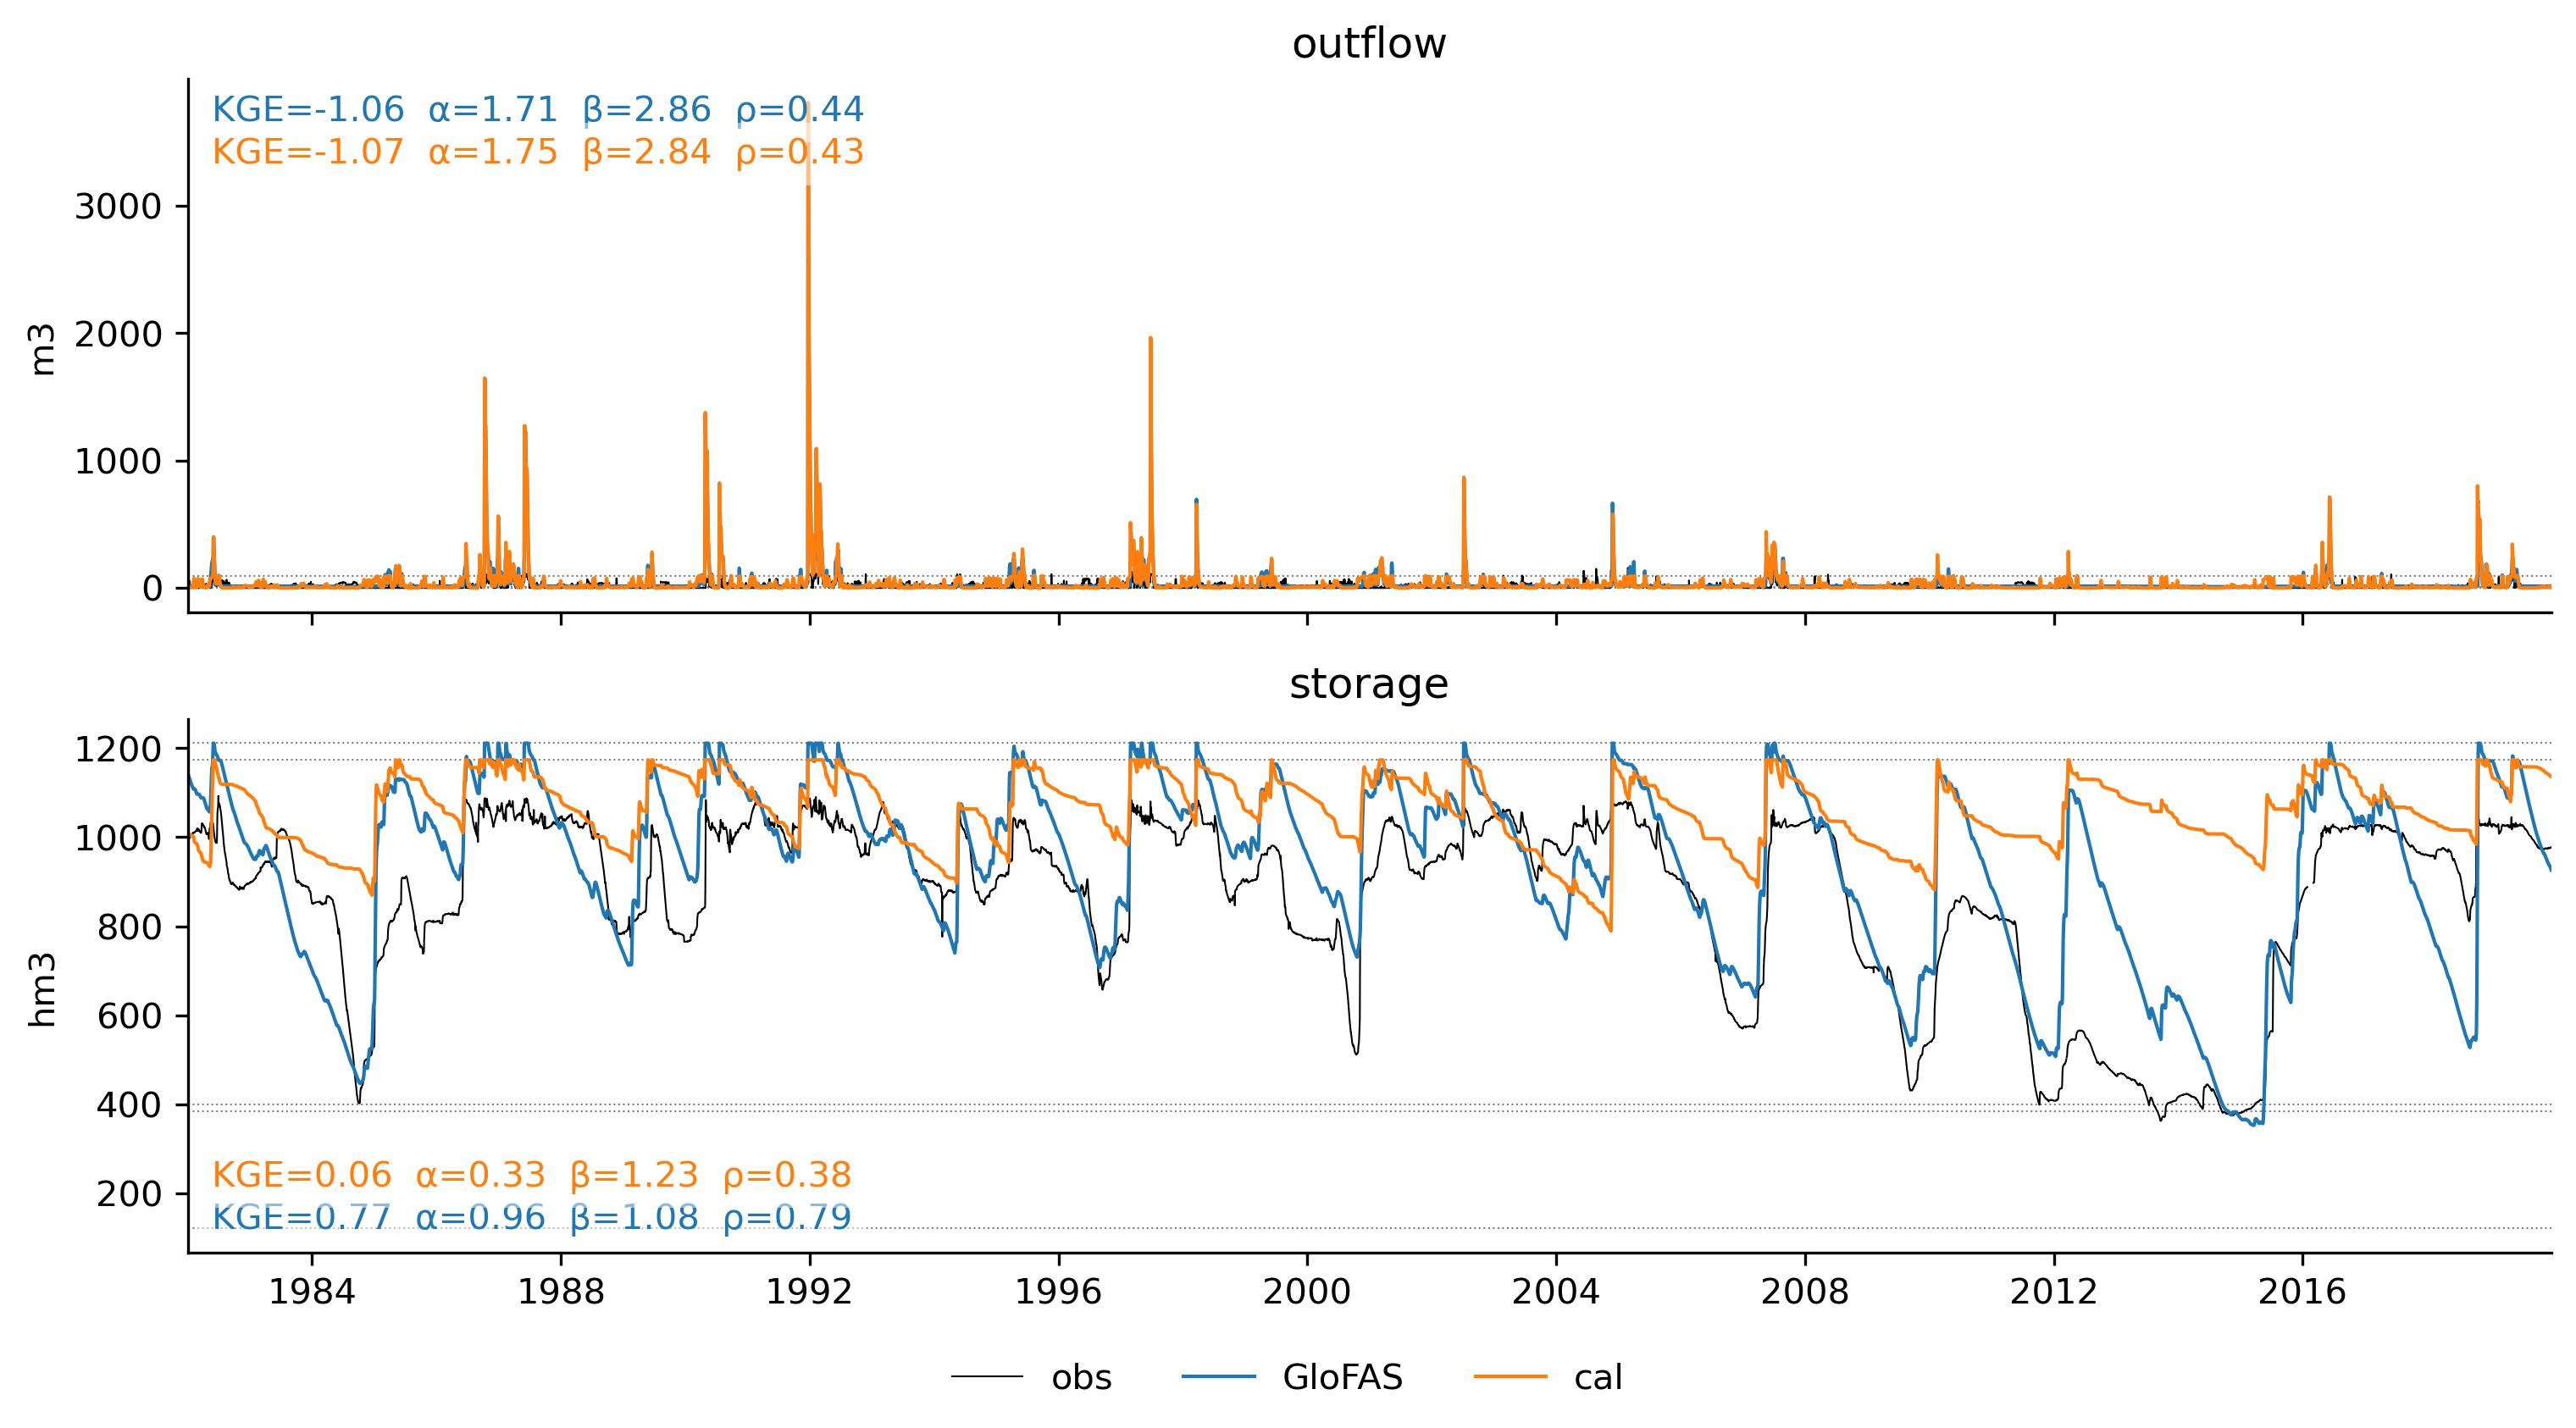 outflow
KGE=-1.06 α=1.71 β=2.86 ρ=0.44
KGE=-1.07 α=1.75 β=2.84 ρ=0.43
m3
3000
2000
1000
0
storage
hm3
1200
1000
800
600
400
200
KGE=0.06 α=0.33 β=1.23 ρ=0.38
KGE=0.77 α=0.96 β=1.08 ρ=0.79
1984 1988 1992 1996 2000 2004 2008 2012 2016
obs GloFAS cal